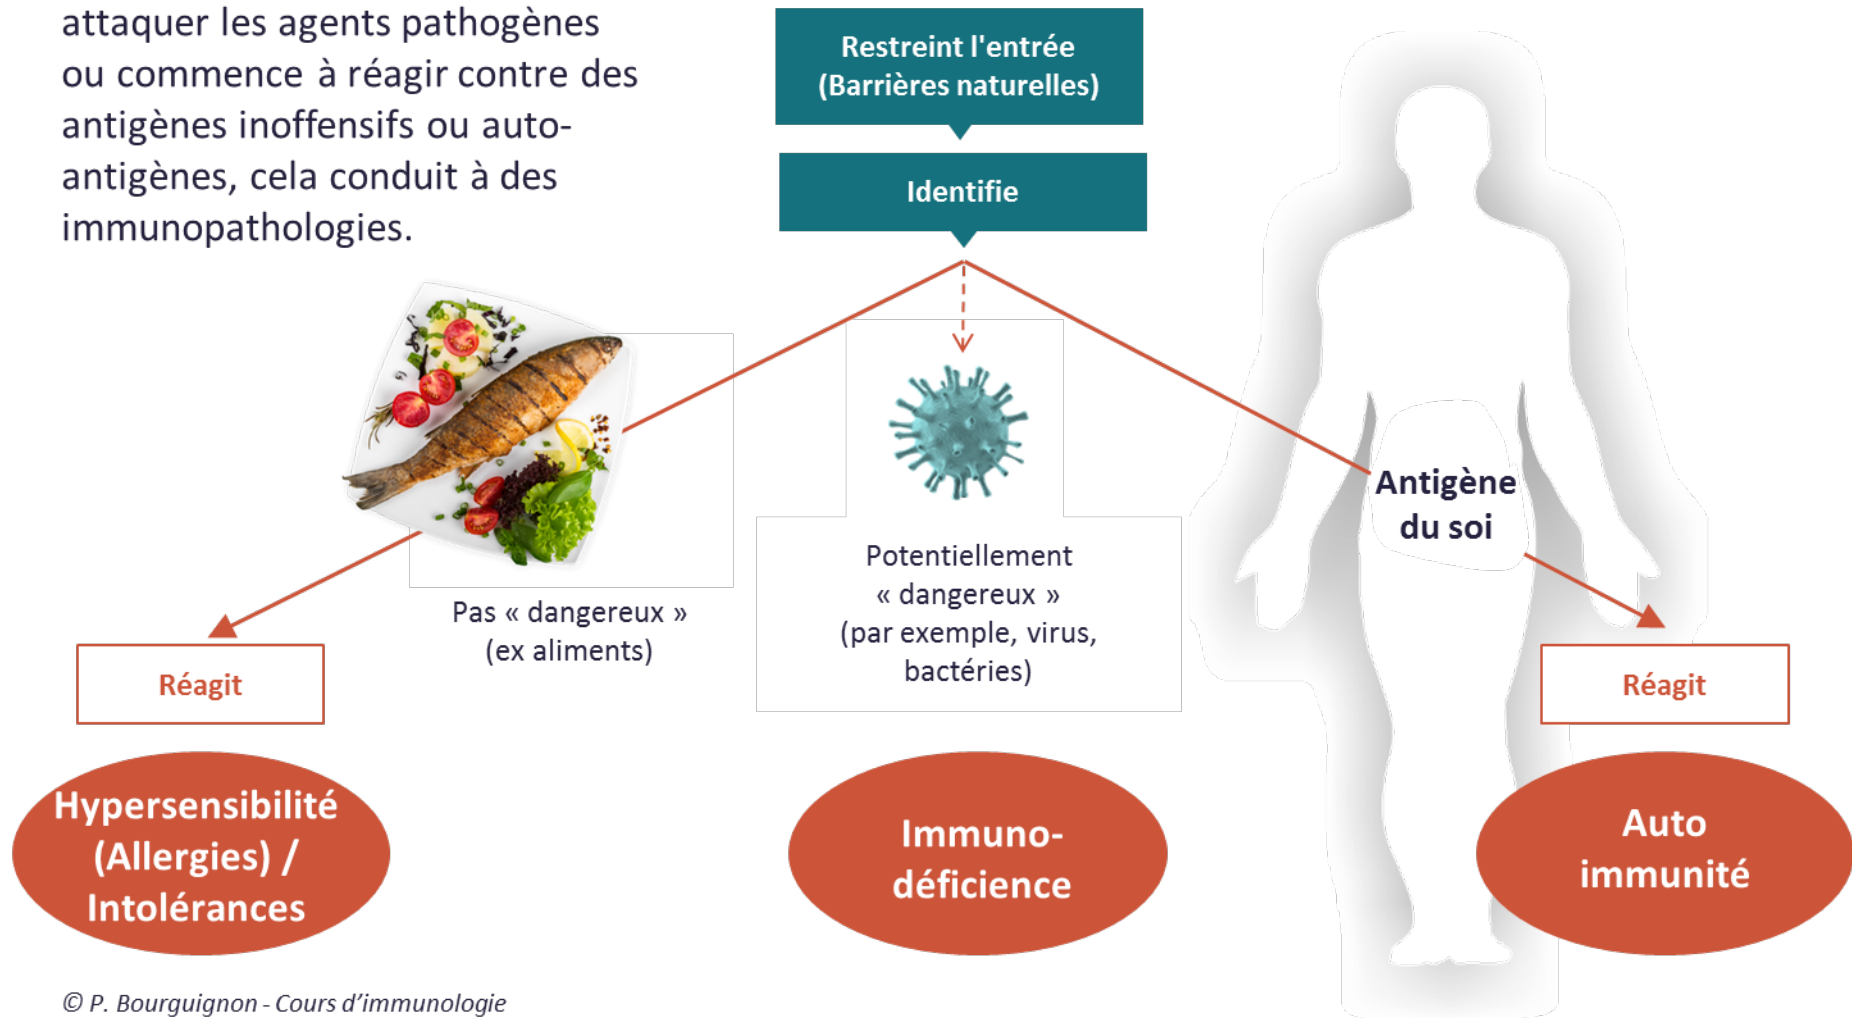 attaquer les agents pathogènes
ou commence à réagir contre des
antigènes inoffensifs ou auto-
antigènes, cela conduit à des
immunopathologies.
Restreint l'entrée
(Barrières naturelles)
Identifie
Antigène
du soi
Potentiellement
« dangereux »
(par exemple, virus,
bactéries)
Pas « dangereux »
(ex aliments)
Réagit
Réagit
Hypersensibilité
(Allergies) /
Intolérances
Immuno-
déficience
Auto
immunité
© P. Bourguignon - Cours d’immunologie